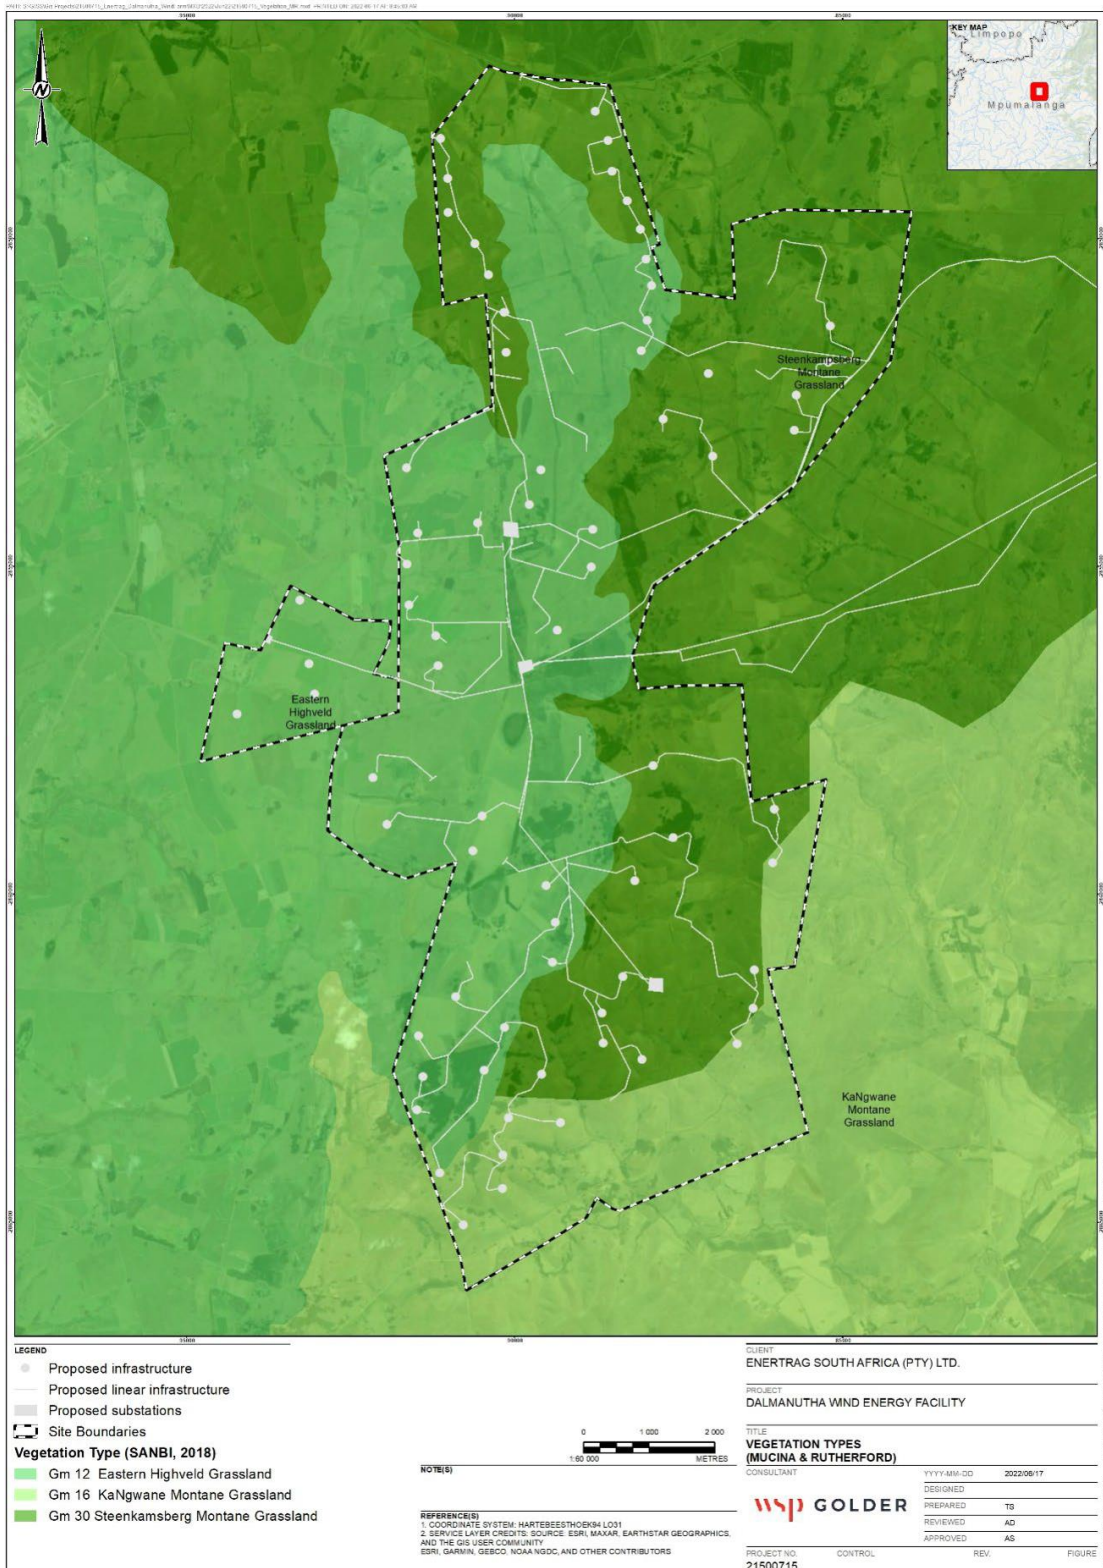 KEY MAP
Limpopo
Mpumalanga
N
Steenkampsberg
Montane
Grassland
Eastern
Highveld
Grassland
KaNgwane
Montane
Grassland
LEGEND
Proposed infrastructure
Proposed linear infrastructure
Proposed substations
Site Boundaries
Vegetation Type (SANBI, 2018)
Gm 12 Eastern Highveld Grassland
Gm 16 KaNgwane Montane Grassland
Gm 30 Steenkamsberg Montane Grassland
0 1 000 2 000
1:60 000 METRES
NOTE(S)
REFERENCE(S)
1. COORDINATE SYSTEM: HARTEBEESTHOEK94 LO31
2. SERVICE LAYER CREDITS: SOURCE: ESRI, MAXAR, EARTHSTAR GEOGRAPHICS,
AND THE GIS USER COMMUNITY
ESRI, GARMIN, GEBCO, NOAA NGDC, AND OTHER CONTRIBUTORS
CLIENT
ENERTRAG SOUTH AFRICA (PTY) LTD.
PROJECT
DALMANUTHA WIND ENERGY FACILITY
TITLE
VEGETATION TYPES
(MUCINA & RUTHERFORD)
CONSULTANT
wsp GOLDER
YYYY-MM-DD 2022/06/17
DESIGNED
PREPARED TS
REVIEWED AD
APPROVED AS
PROJECT NO. CONTROL REV. FIGURE
21500715